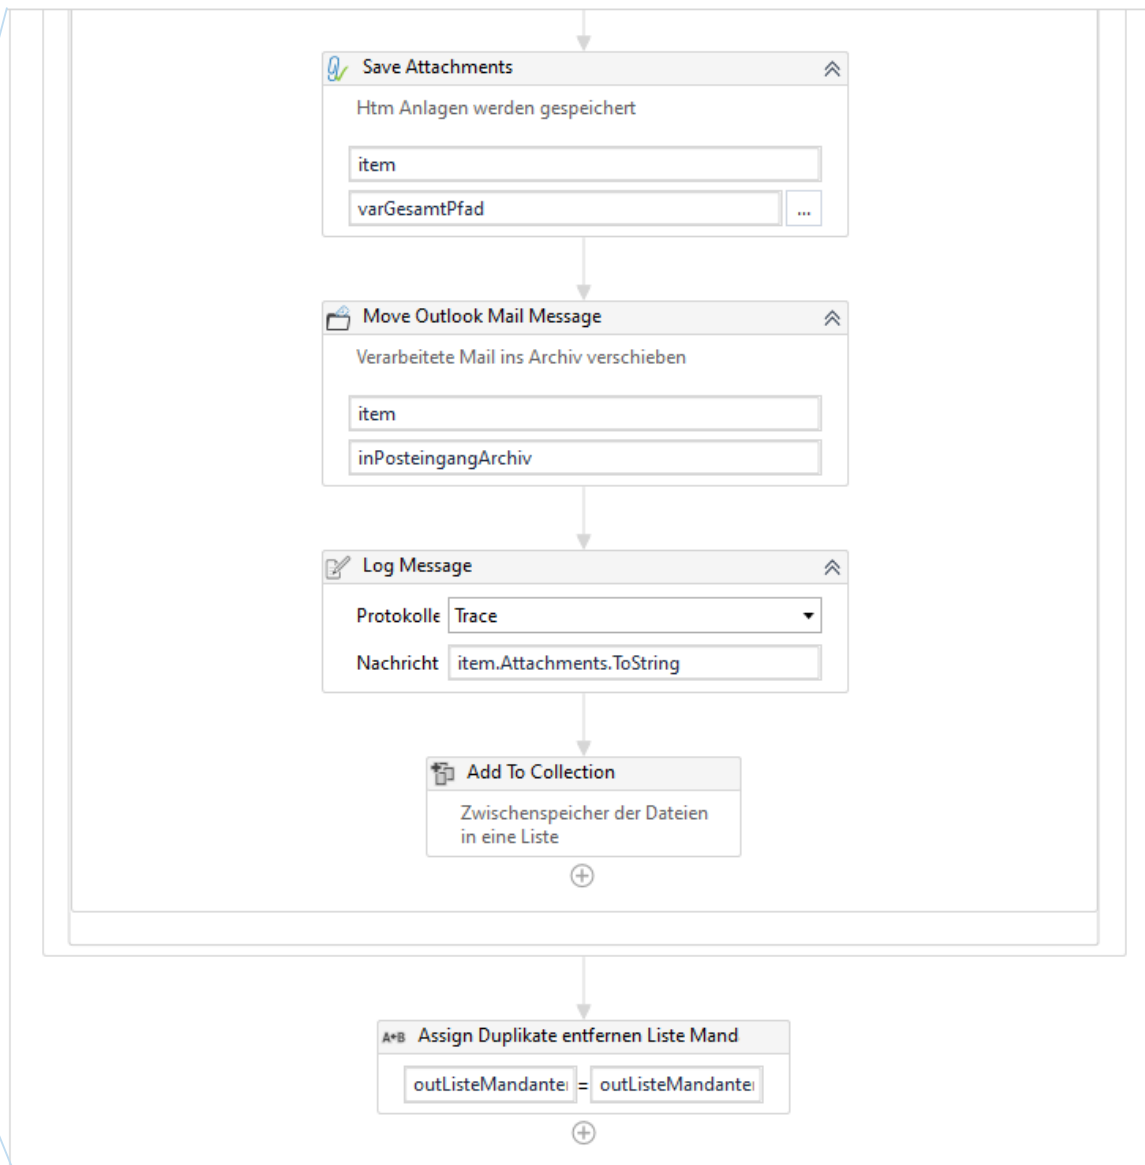 Save Attachments
Htm Anlagen werden gespeichert
item
varGesamtPfad
...
Move Outlook Mail Message
Verarbeitete Mail ins Archiv verschieben
item
inPosteingangArchiv
Log Message
Protokolle
Trace
Nachricht
item.Attachments.ToString
Add To Collection
Zwischenspeicher der Dateien
in eine Liste
A+B Assign Duplikate entfernen Liste Mand
outListeMandante = outListeMandante